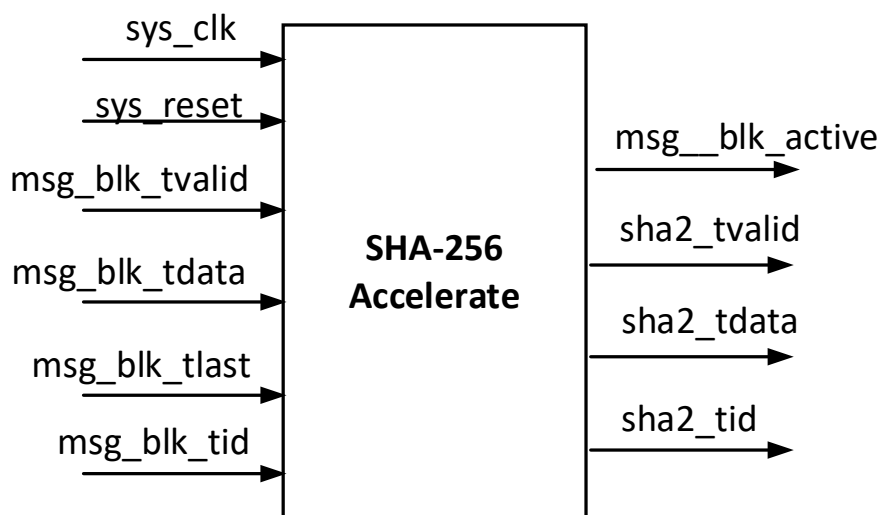 sys_clk
sys_reset
msg_blk_tvalid
msg_blk_tdata
msg_blk_tlast
msg_blk_tid
SHA-256
Accelerate
msg__blk_active
sha2_tvalid
sha2_tdata
sha2_tid